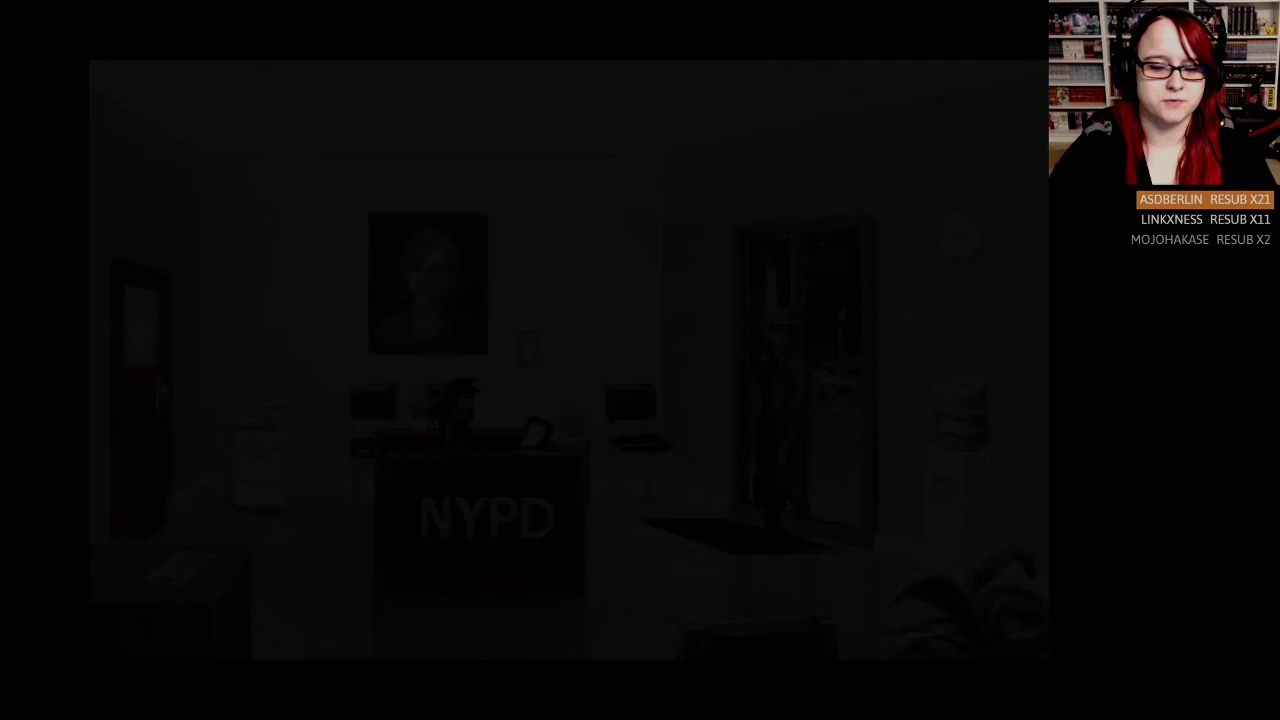 ASDBERLIN RESUB X21
LINKXNESS RESUB X11
MOJOHAKASE RESUB X2
NYPD